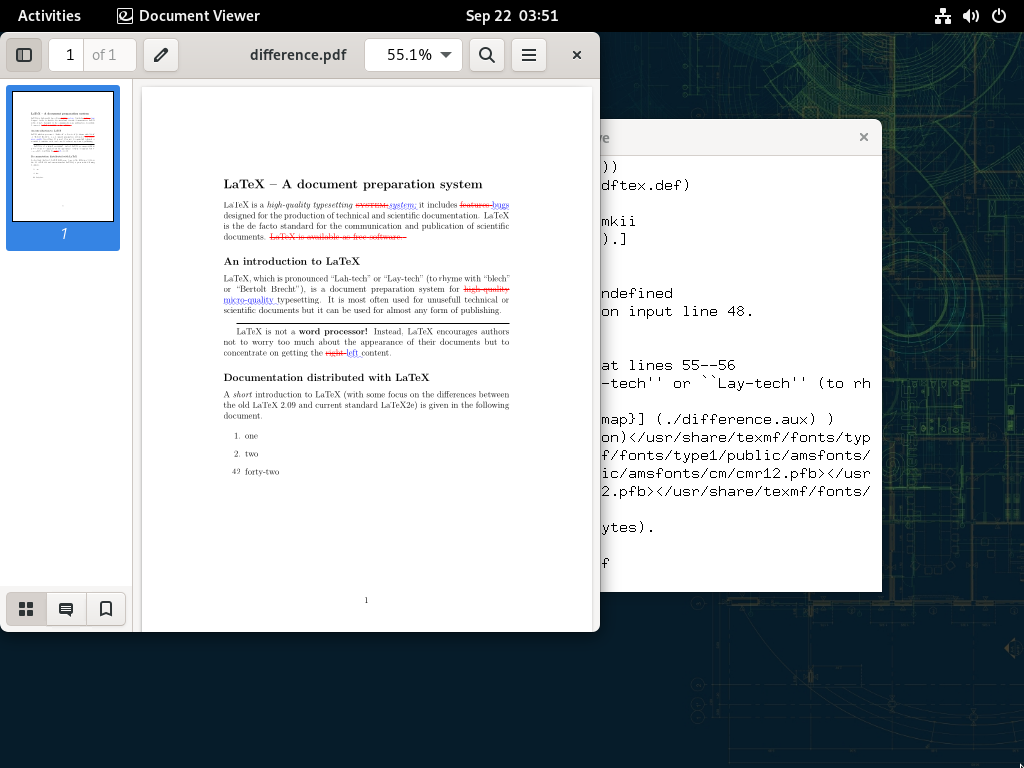 Activities
Document Viewer
Sep 22 03:51
1
of 1
difference.pdf
55.1%
1
LaTeX – A document preparation system
LaTeX is a high-quality typesetting SYSTEM;system; it includes features bugs
designed for the production of technical and scientific documentation. LaTeX
is the de facto standard for the communication and publication of scientific
documents. LaTeX is available as free software.
An introduction to LaTeX
LaTeX, which is pronounced “Lah-tech” or “Lay-tech” (to rhyme with “blech”
or “Bertolt Brecht”), is a document preparation system for high-quality
micro-quality typesetting. It is most often used for unusefull technical or
scientific documents but it can be used for almost any form of publishing.
LaTeX is not a word processor! Instead, LaTeX encourages authors
not to worry too much about the appearance of their documents but to
concentrate on getting the right left content.
Documentation distributed with LaTeX
A short introduction to LaTeX (with some focus on the differences between
the old LaTeX 2.09 and current standard LaTeX2e) is given in the following
document.
1. one
2. two
42 forty-two
1
ve
))
dftex.def)
mkii
).]
ndefined
on input line 48.
at lines 55--56
-tech'' or ``Lay-tech'' (to rh
map}] (./difference.aux) )
on)</usr/share/texmf/fonts/typ
f/fonts/type1/public/amsfonts/
ic/amsfonts/cm/cmr12.pfb></usr
2.pfb></usr/share/texmf/fonts/
ytes).
f